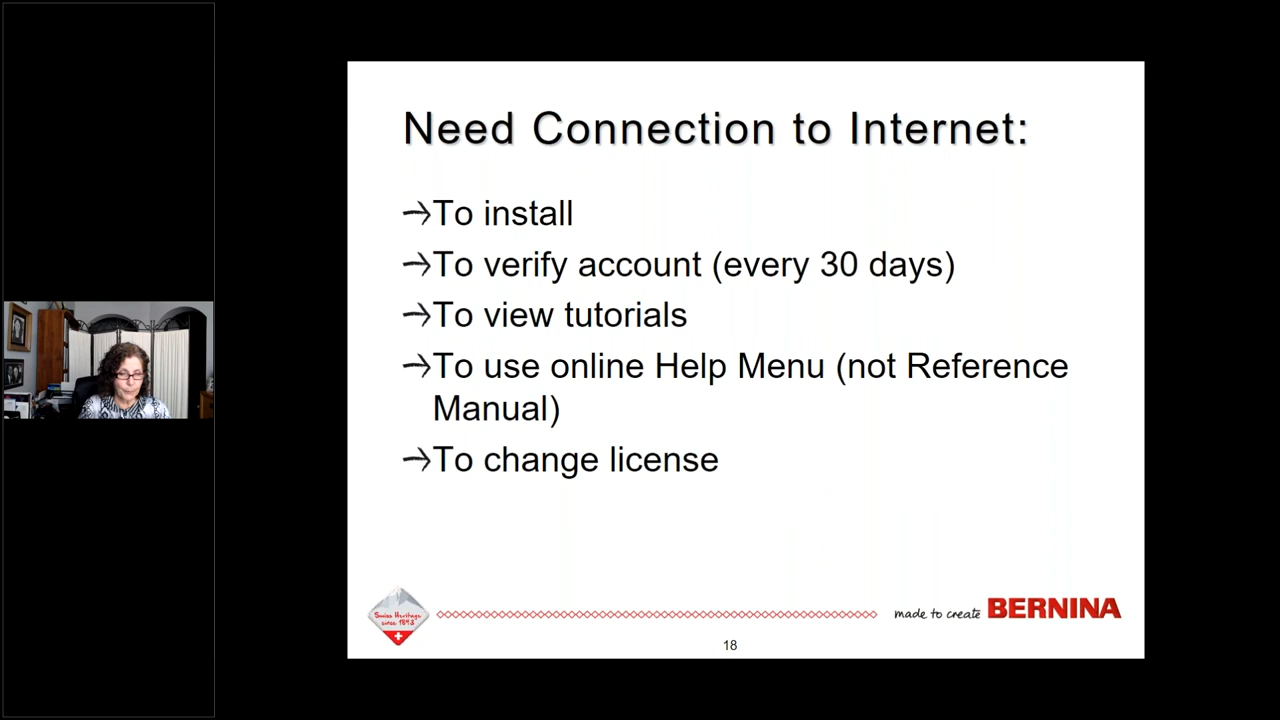 Need Connection to Internet:
To install
To verify account (every 30 days)
To view tutorials
To use online Help Menu (not Reference
Manual)
To change license
Swiss Heritage
since 1893
made to create BERNINA
18